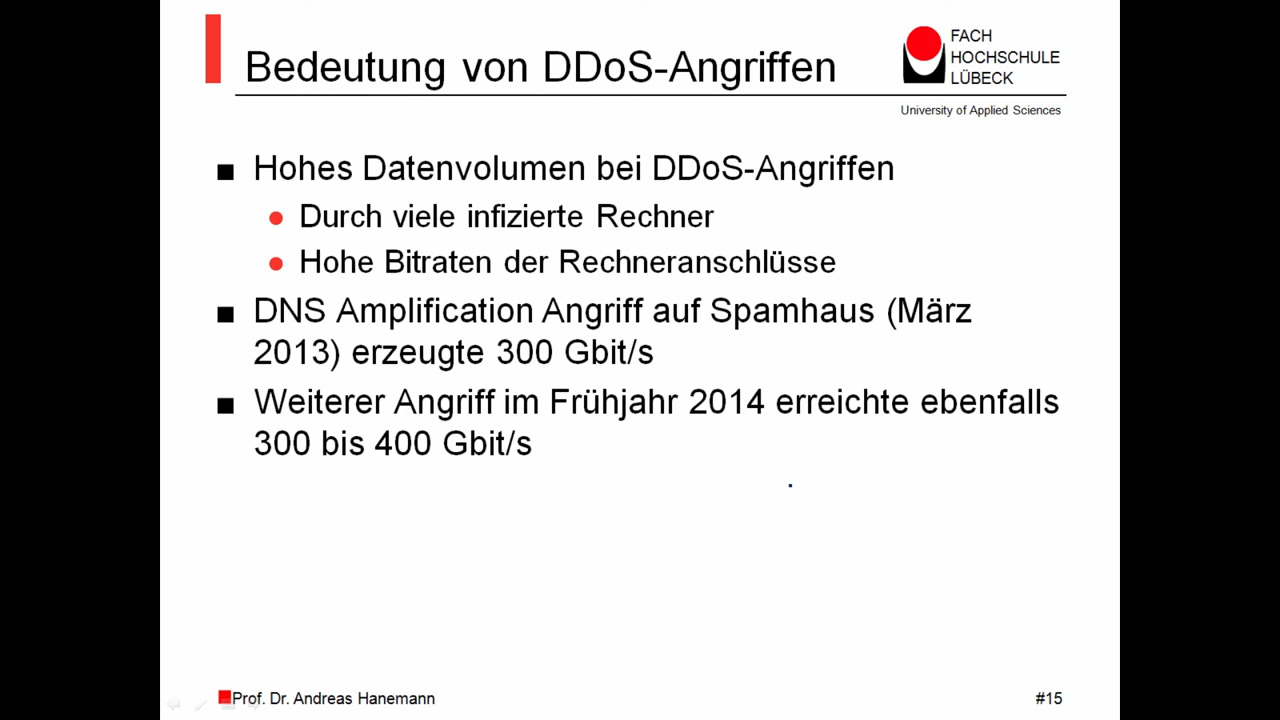 Bedeutung von DDoS-Angriffen
FACH
HOCHSCHULE
LÜBECK
University of Applied Sciences
Hohes Datenvolumen bei DDoS-Angriffen
Durch viele infizierte Rechner
Hohe Bitraten der Rechneranschlüsse
DNS Amplification Angriff auf Spamhaus (März
2013) erzeugte 300 Gbit/s
Weiterer Angriff im Frühjahr 2014 erreichte ebenfalls
300 bis 400 Gbit/s
Prof. Dr. Andreas Hanemann
#15